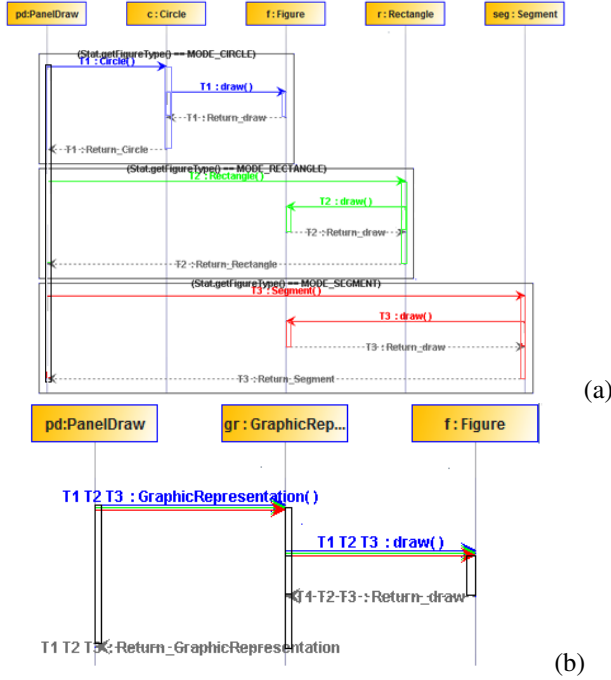 pd:PanelDraw c : Circle f : Figure r : Rectangle seg : Segment
(Stat.getFigureType() == MODE_CIRCLE)
T1 : Circle( )
T1 : draw( )
T1 : Return_draw
T1 : Return_Circle
(Stat.getFigureType() == MODE_RECTANGLE)
T2 : Rectangle( )
T2 : draw( )
T2 : Return_draw
T2 : Return_Rectangle
(Stat.getFigureType() == MODE_SEGMENT)
T3 : Segment( )
T3 : draw( )
T3 : Return_draw
T3 : Return_Segment
(a)
pd:PanelDraw gr : GraphicRep... f : Figure
T1 T2 T3 : GraphicRepresentation( )
T1 T2 T3 : draw( )
T1 T2 T3 : Return_draw
T1 T2 T3 : Return_GraphicRepresentation
(b)